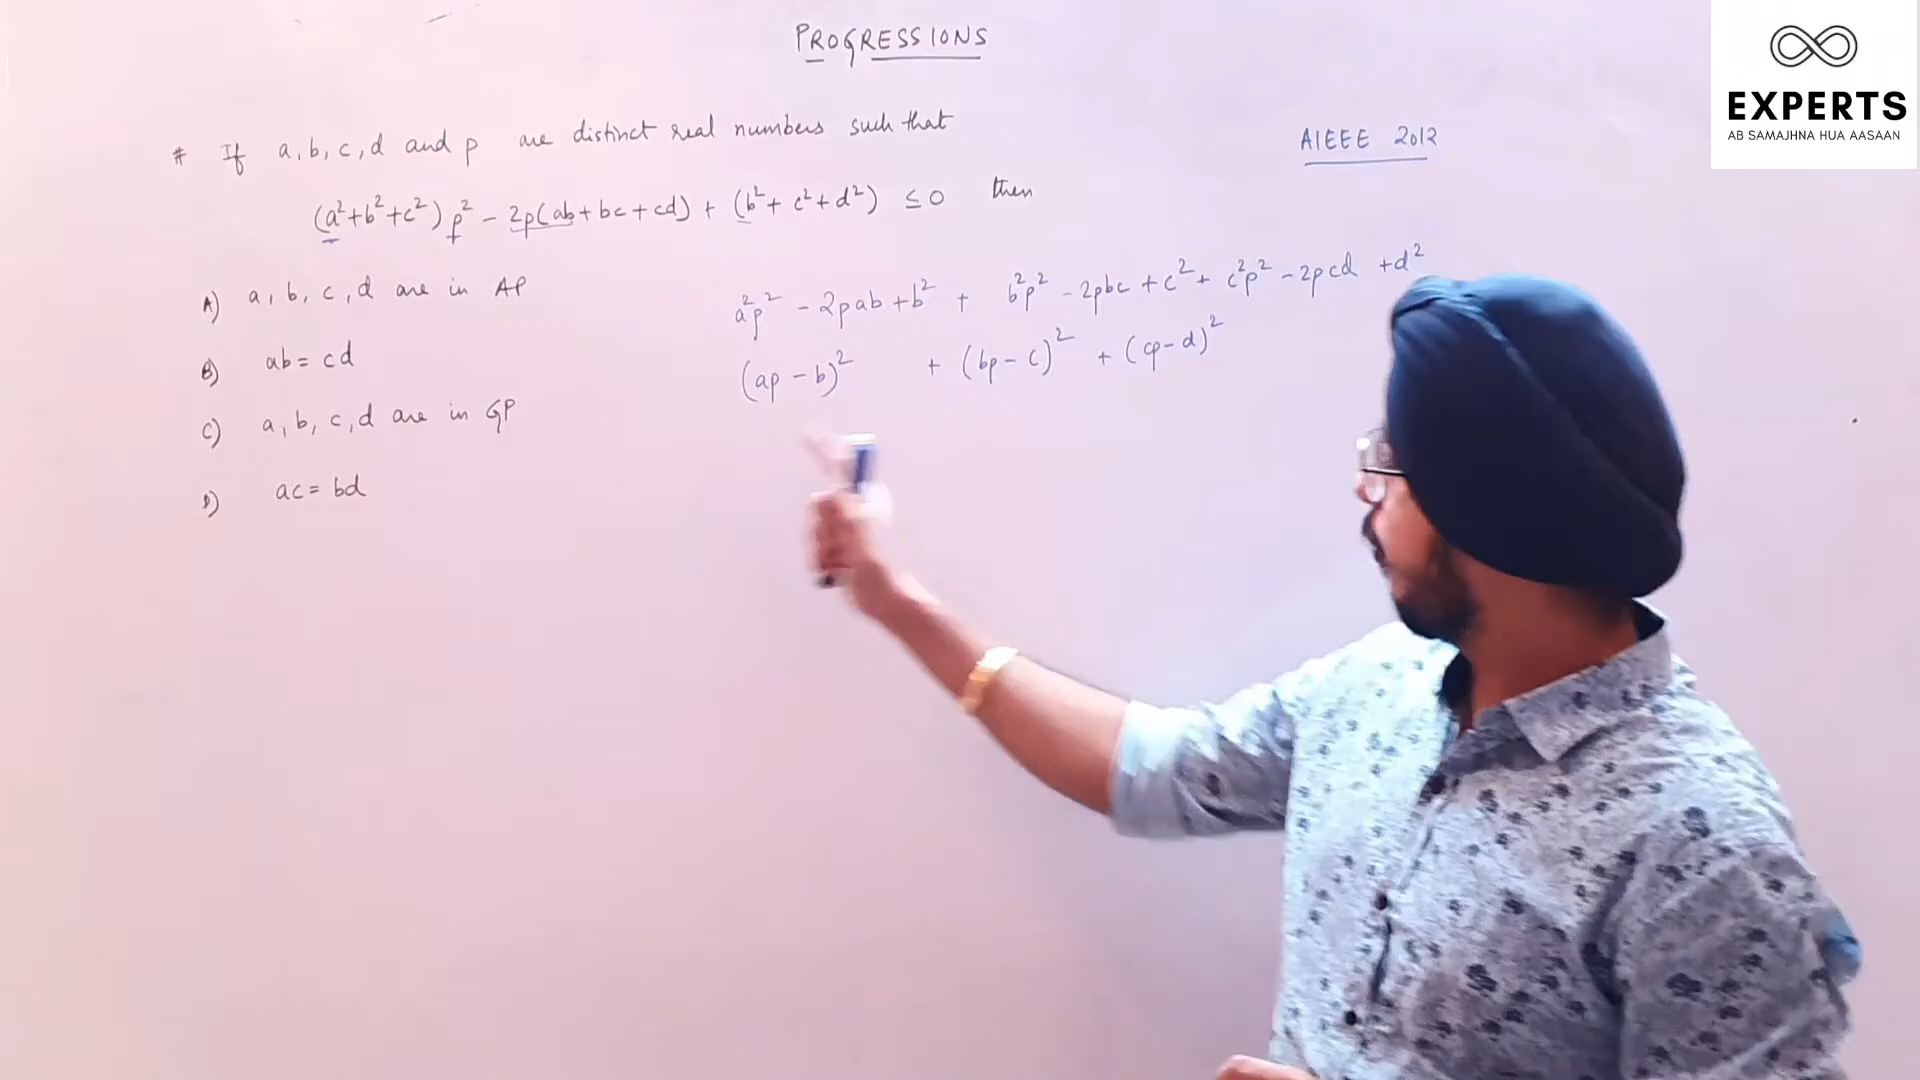 PROGRESSIONS
EXPERTS
AB SAMAJHNA HUA AASAAN
AIEEE 2012
# If a, b, c, d and p are distinct real numbers such that
(a²+b²+c²)p² - 2p(ab+bc+cd) + (b²+c²+d²) ≤ 0 then
A) a, b, c, d are in AP
B) ab = cd
C) a, b, c, d are in GP
D) ac = bd
a²p² - 2pab + b² + b²p² - 2pbc + c² + c²p² - 2pcd + d²
(ap - b)² + (bp - c)² + (cp - d)²